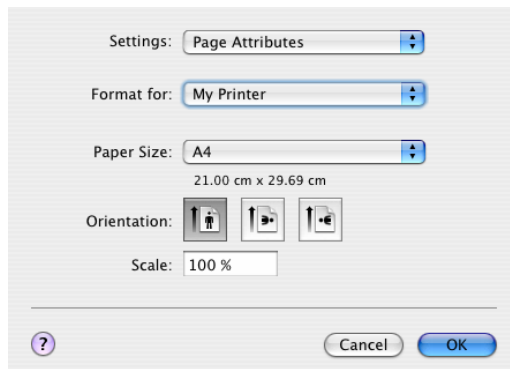 Settings: Page Attributes
Format for: My Printer
Paper Size: A4
21.00 cm x 29.69 cm
Orientation:
Scale: 100 %
? Cancel OK